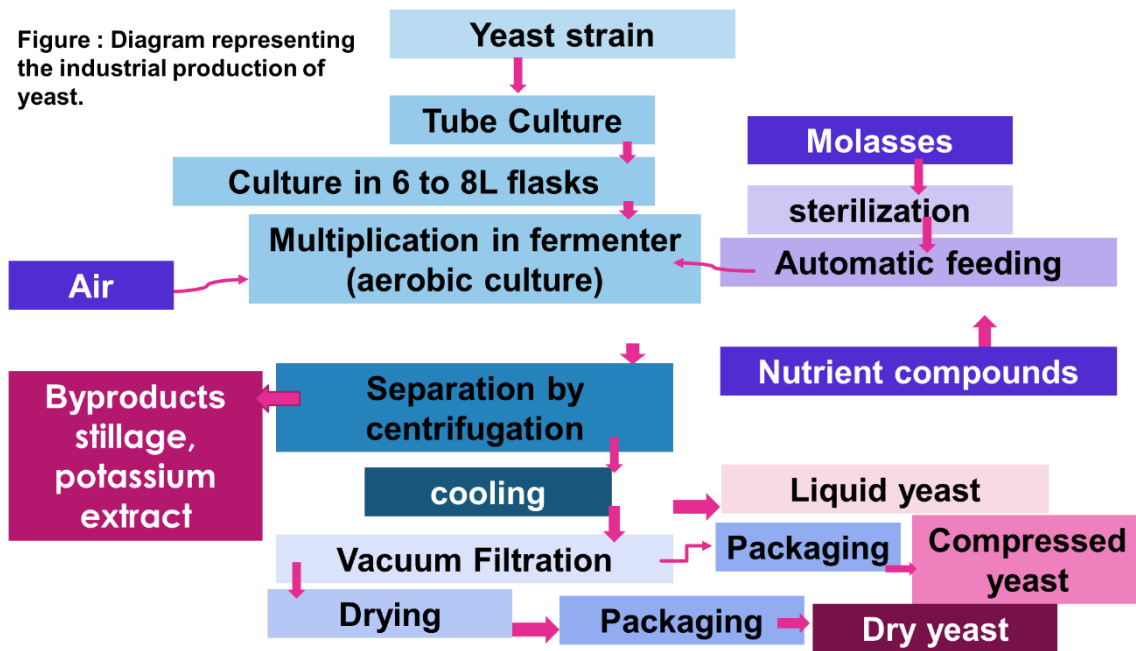 Figure : Diagram representing
the industrial production of
yeast.
Yeast strain
Tube Culture
Culture in 6 to 8L flasks
Multiplication in fermenter
(aerobic culture)
Air
Molasses
sterilization
Automatic feeding
Nutrient compounds
Separation by
centrifugation
Byproducts
stillage,
potassium
extract
cooling
Liquid yeast
Vacuum Filtration
Packaging
Compressed
yeast
Drying
Packaging
Dry yeast